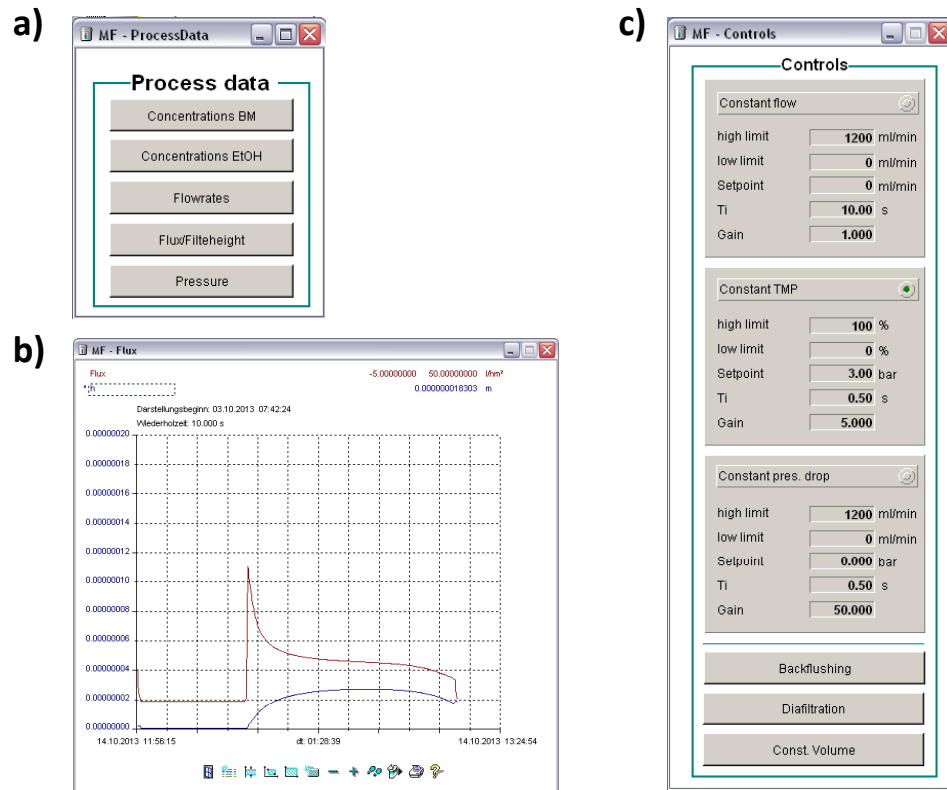 a)
MF - ProcessData
Process data
Concentrations BM
Concentrations EtOH
Flowrates
Flux/Filteheight
Pressure
b)
MF - Flux
Flux -5.00000000 50.00000000 l/hm²
*:h 0.000000018303 m
Darstellungsbeginn: 03.10.2013 07:42:24
Wiederholzeit: 10.000 s
0.00000020
0.00000018
0.00000016
0.00000014
0.00000012
0.00000010
0.00000008
0.00000006
0.00000004
0.00000002
0.00000000
14.10.2013 11:56:15 dt: 01:28:39 14.10.2013 13:24:54
c)
MF - Controls
Controls
Constant flow
high limit 1200 ml/min
low limit 0 ml/min
Setpoint 0 ml/min
Ti 10.00 s
Gain 1.000
Constant TMP
high limit 100 %
low limit 0 %
Setpoint 3.00 bar
Ti 0.50 s
Gain 5.000
Constant pres. drop
high limit 1200 ml/min
low limit 0 ml/min
Setpoint 0.000 bar
Ti 0.50 s
Gain 50.000
Backflushing
Diafiltration
Const. Volume